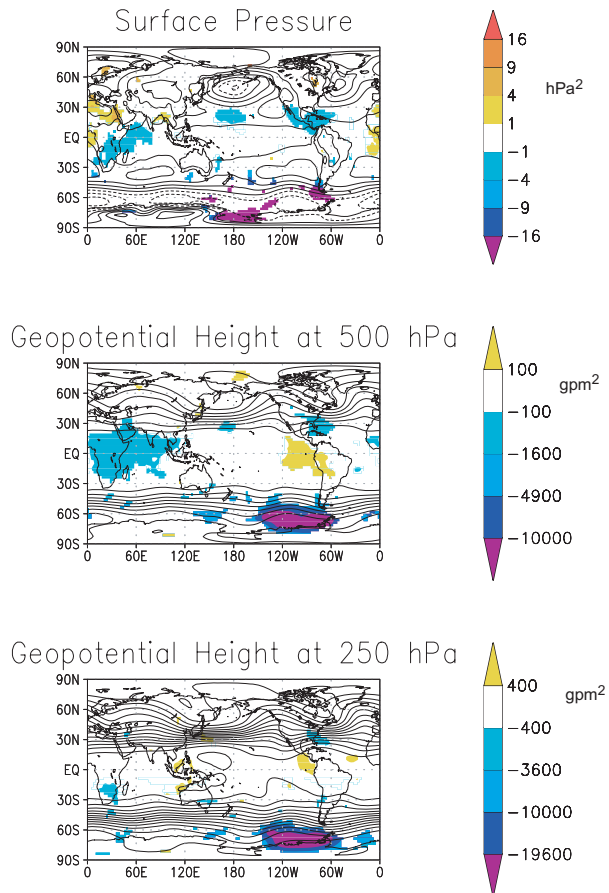 Surface Pressure
90N
60N
30N
EQ
30S
60S
90S
0 60E 120E 180 120W 60W 0
16
9
4
1
−1
−4
−9
−16
hPa²
Geopotential Height at 500 hPa
90N
60N
30N
EQ
30S
60S
90S
0 60E 120E 180 120W 60W 0
100
−100
−1600
−4900
−10000
gpm²
Geopotential Height at 250 hPa
90N
60N
30N
EQ
30S
60S
90S
0 60E 120E 180 120W 60W 0
400
−400
−3600
−10000
−19600
gpm²